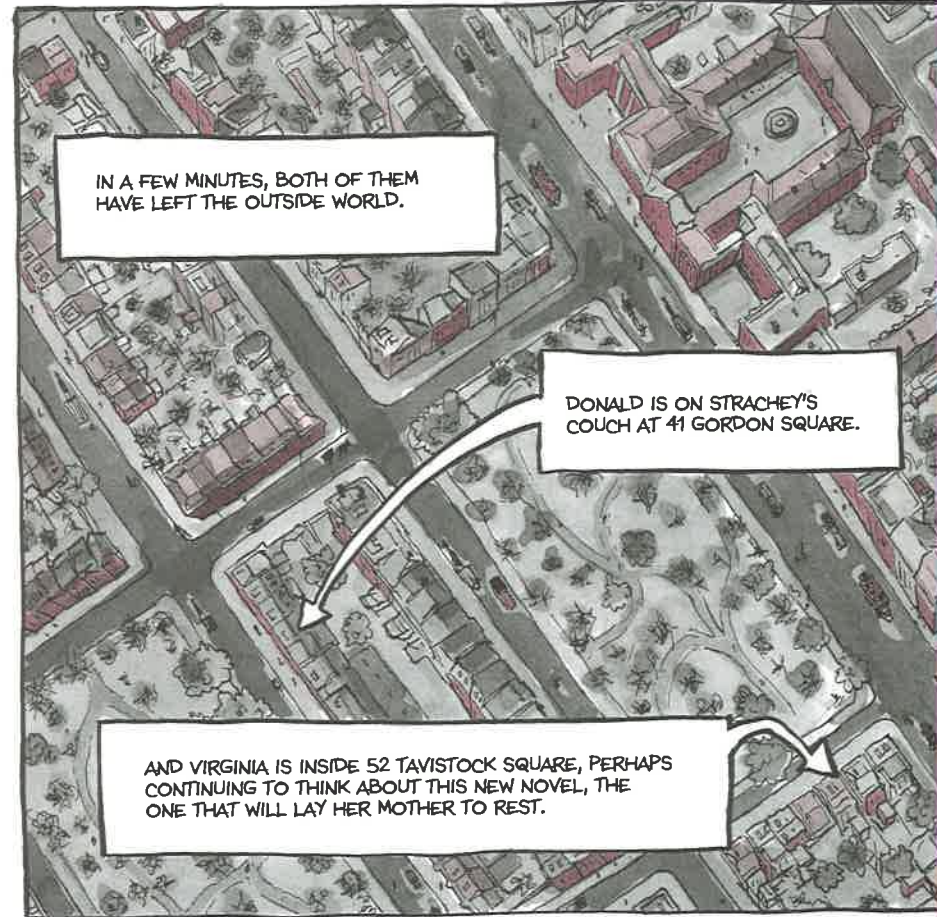 IN A FEW MINUTES, BOTH OF THEM
HAVE LEFT THE OUTSIDE WORLD.
DONALD IS ON STRACHEY'S
COUCH AT 41 GORDON SQUARE.
AND VIRGINIA IS INSIDE 52 TAVISTOCK SQUARE, PERHAPS
CONTINUING TO THINK ABOUT THIS NEW NOVEL, THE
ONE THAT WILL LAY HER MOTHER TO REST.